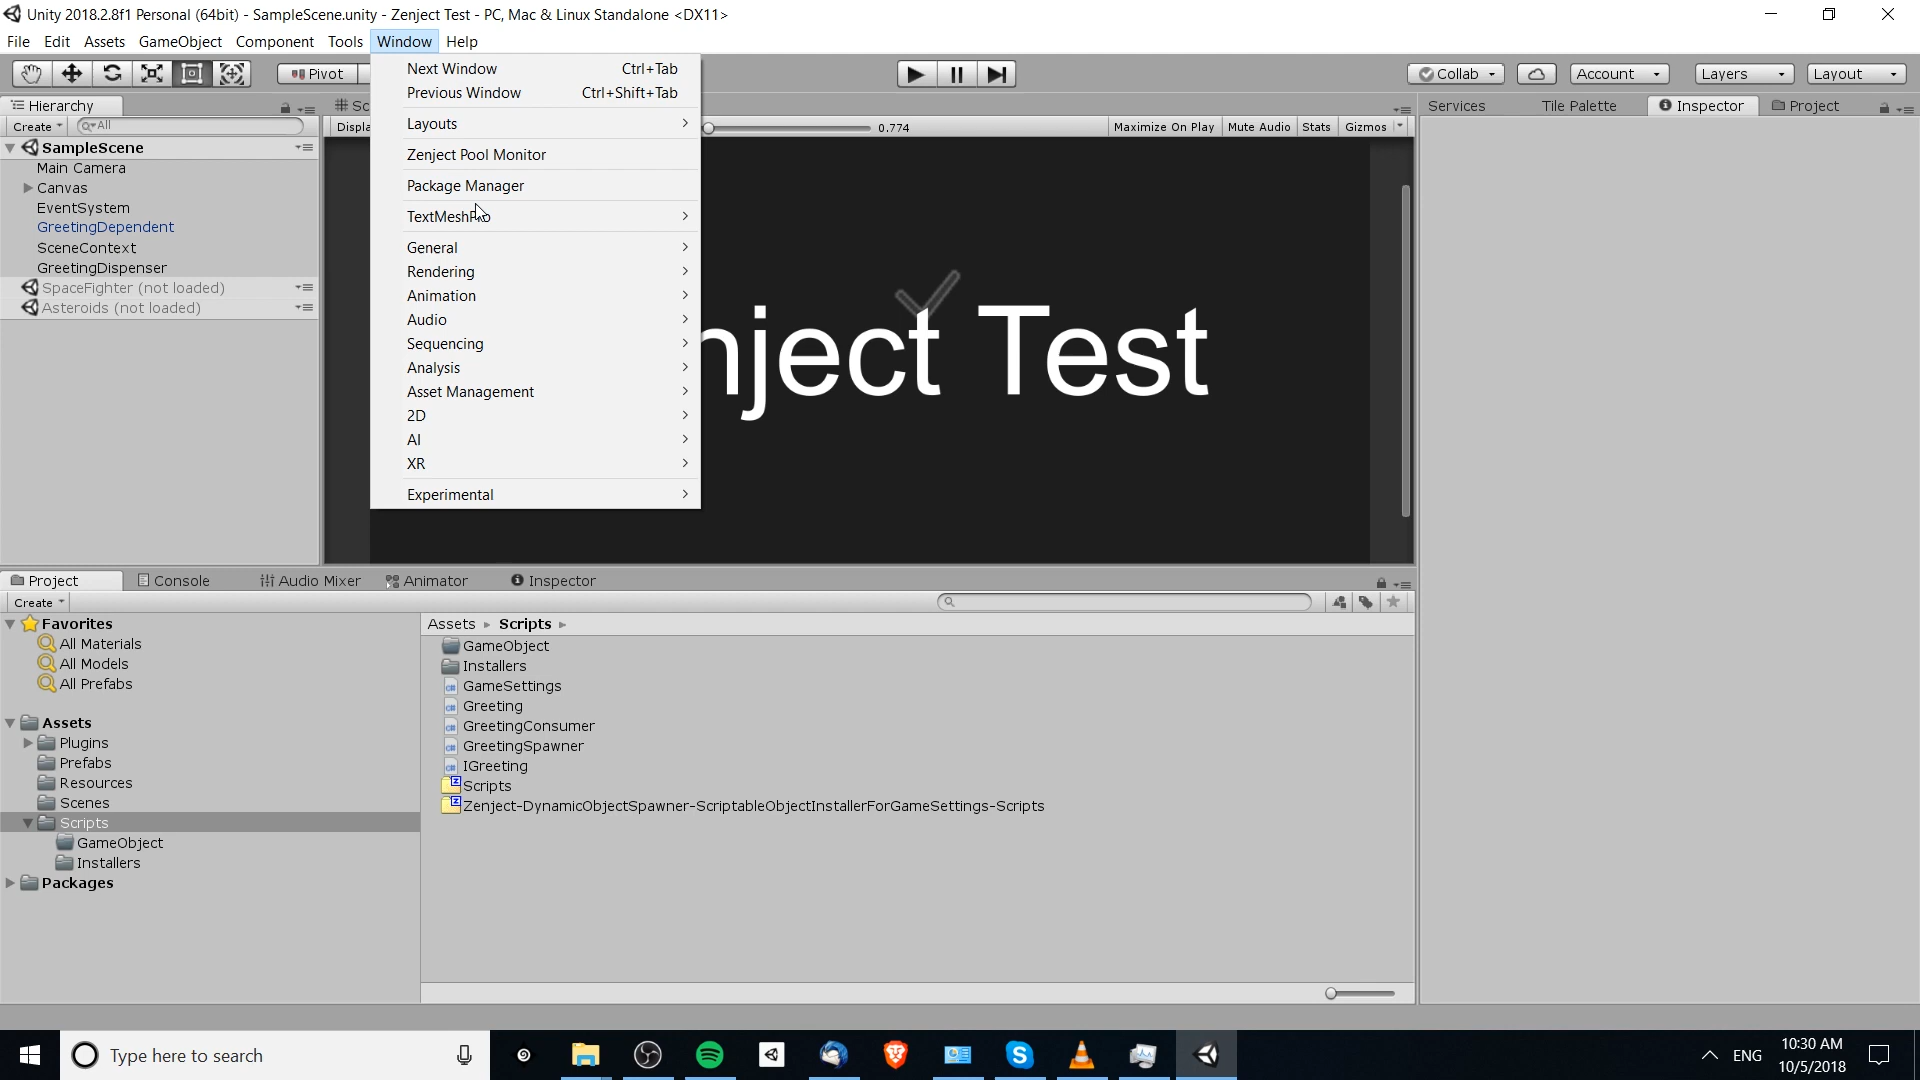 Unity 2018.2.8f1 Personal (64bit) - SampleScene.unity - Zenject Test - PC, Mac & Linux Standalone <DX11>
File Edit Assets GameObject Component Tools Window Help
Pivot
Collab Account Layers Layout
Next Window Ctrl+Tab
Previous Window Ctrl+Shift+Tab
Layouts
Zenject Pool Monitor
Package Manager
General
Rendering
Animation
Audio
Sequencing
Analysis
Asset Management
2D
AI
XR
Experimental
Hierarchy
Create All
SampleScene
Main Camera
Canvas
EventSystem
GreetingDependent
SceneContext
GreetingDispenser
SpaceFighter (not loaded)
Asteroids (not loaded)
Sc
Displa 0.774 Maximize On Play Mute Audio Stats Gizmos
nject Test
Services Tile Palette Inspector Project
Project Console Audio Mixer Animator Inspector
Create
Favorites
All Materials
All Models
All Prefabs
Assets
Plugins
Prefabs
Resources
Scenes
Scripts
GameObject
Installers
Packages
Assets Scripts
GameObject
Installers
GameSettings
Greeting
GreetingConsumer
GreetingSpawner
IGreeting
Scripts
Zenject-DynamicObjectSpawner-ScriptableObjectInstallerForGameSettings-Scripts
Type here to search
ENG
10:30 AM
10/5/2018